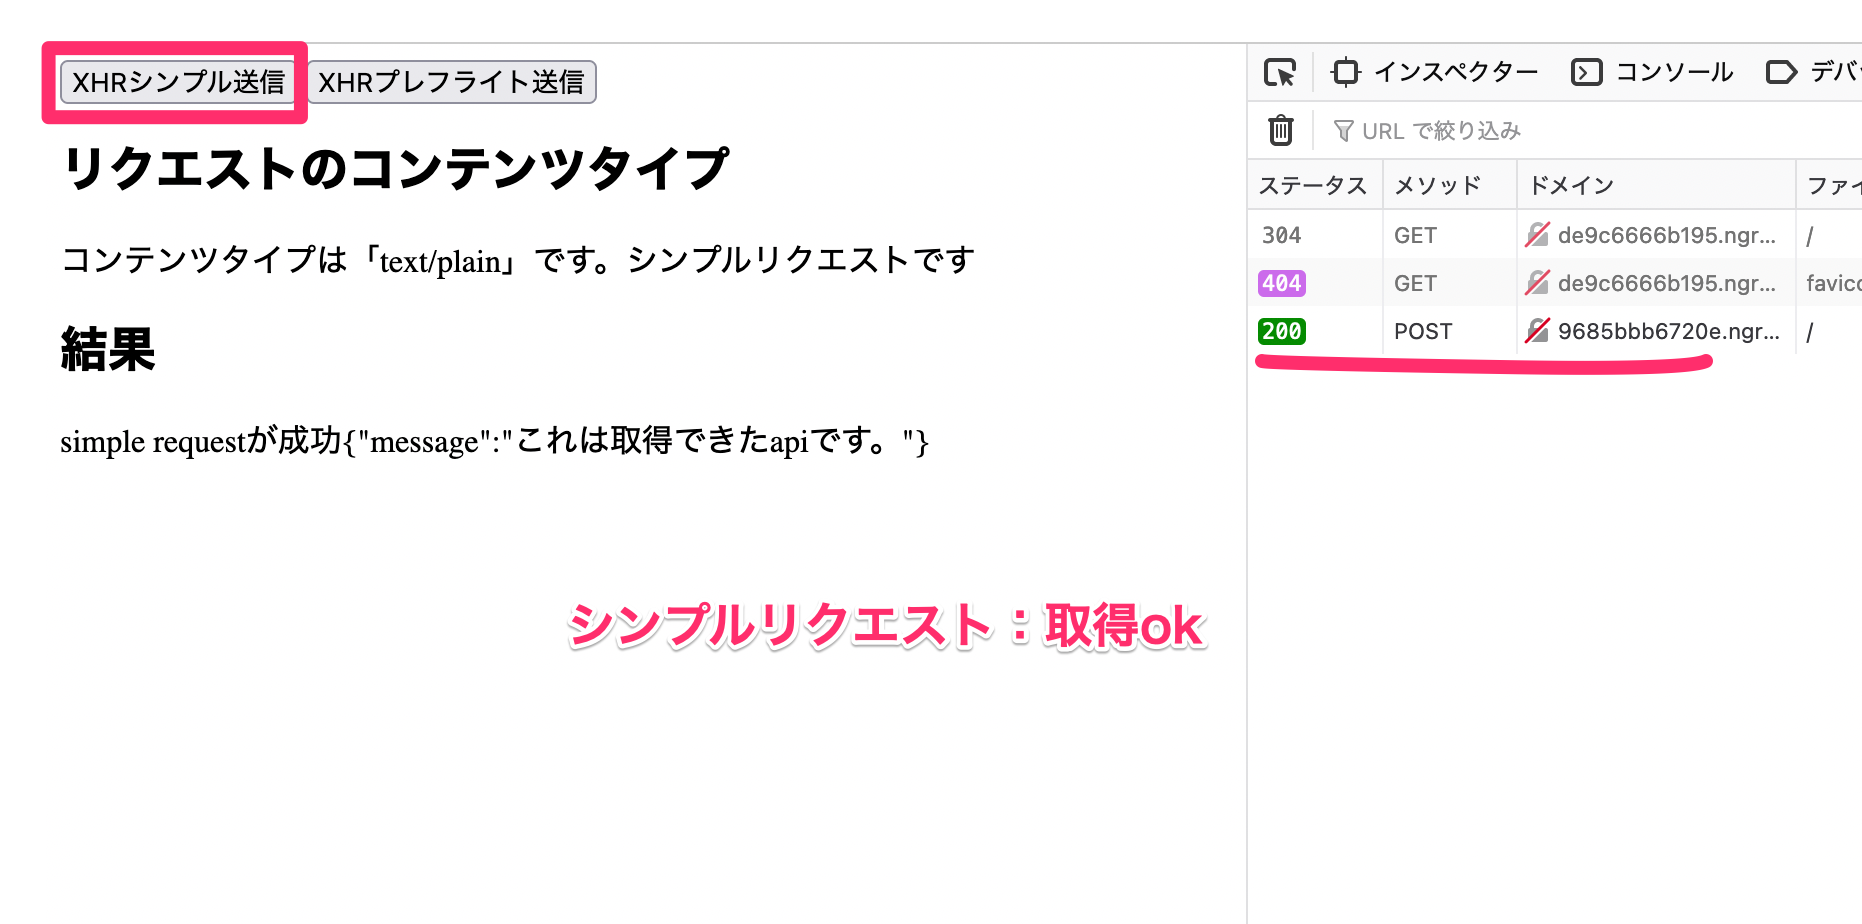 XHRシンプル送信 XHRプレフライト送信
リクエストのコンテンツタイプ
コンテンツタイプは「text/plain」です。シンプルリクエストです
結果
simple requestが成功{"message":"これは取得できたapiです。"}
シンプルリクエスト：取得ok
インスペクター コンソール デバ
URL で絞り込み
ステータス メソッド ドメイン ファイ
304 GET de9c6666b195.ngr... /
404 GET de9c6666b195.ngr... favico
200 POST 9685bbb6720e.ngr... /